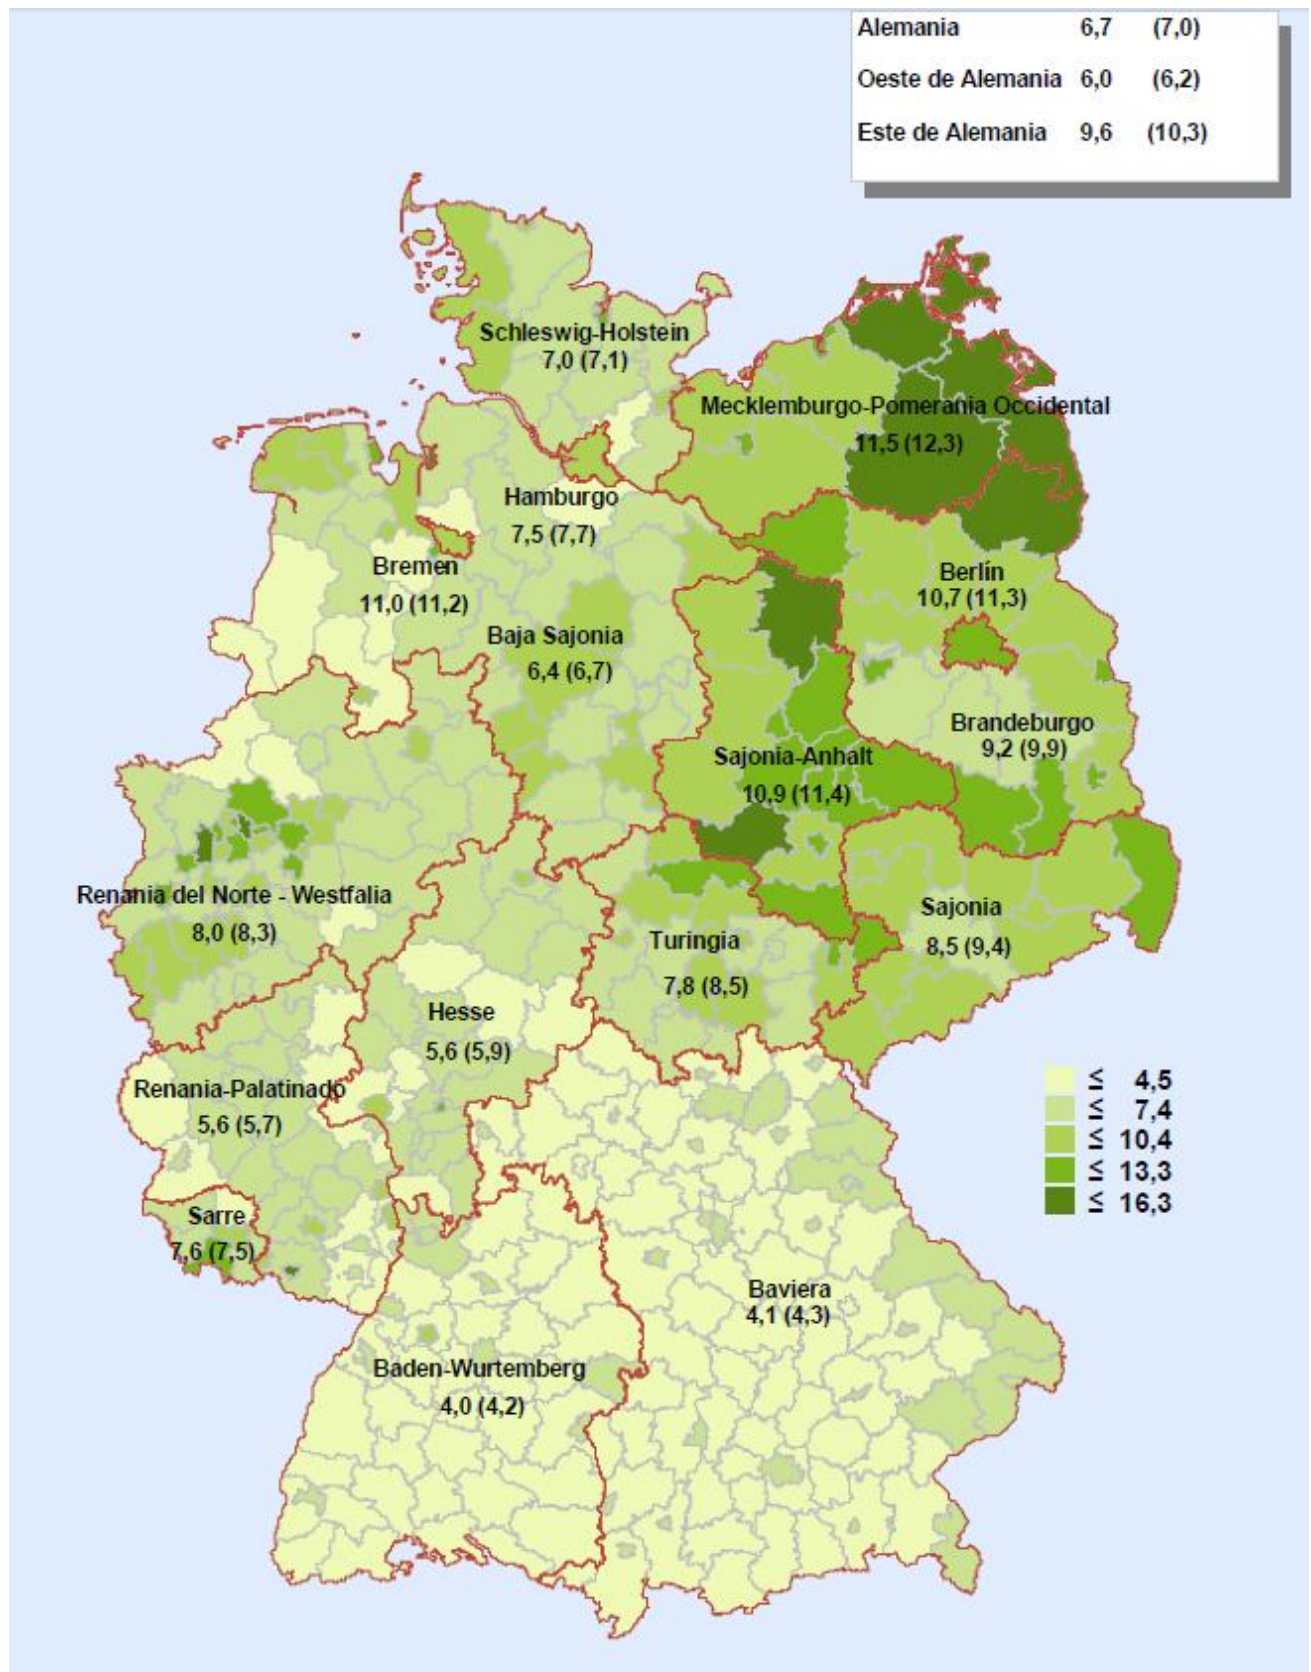 Alemania 6,7 (7,0)
Oeste de Alemania 6,0 (6,2)
Este de Alemania 9,6 (10,3)
Schleswig-Holstein
7,0 (7,1)
Mecklemburgo-Pomerania Occidental
11,5 (12,3)
Hamburgo
7,5 (7,7)
Bremen
11,0 (11,2)
Berlín
10,7 (11,3)
Baja Sajonia
6,4 (6,7)
Brandeburgo
9,2 (9,9)
Sajonia-Anhalt
10,9 (11,4)
Renania del Norte - Westfalia
8,0 (8,3)
Sajonia
8,5 (9,4)
Turingia
7,8 (8,5)
Hesse
5,6 (5,9)
Renania-Palatinado
5,6 (5,7)
≤ 4,5
≤ 7,4
≤ 10,4
≤ 13,3
≤ 16,3
Sarre
7,6 (7,5)
Baviera
4,1 (4,3)
Baden-Wurtemberg
4,0 (4,2)